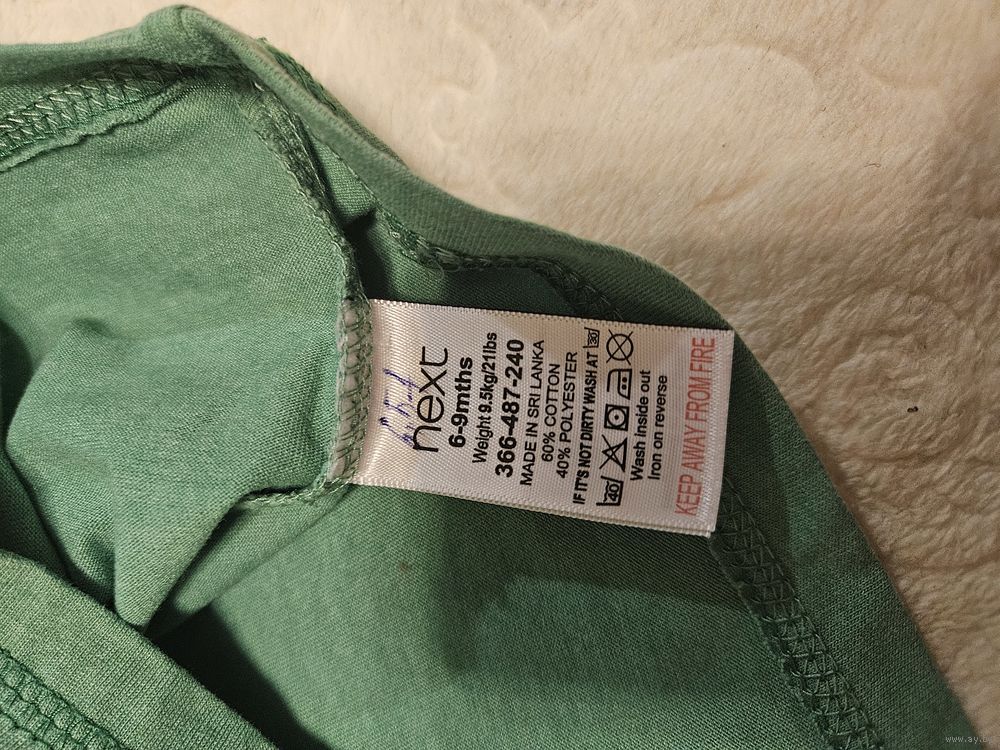 next
6-9mths
Weight 9.5kg/21lbs
366-487-240
MADE IN SRI LANKA
60% COTTON
40% POLYESTER
IF IT'S NOT DIRTY WASH AT 30
40
Wash inside out
Iron on reverse
KEEP AWAY FROM FIRE